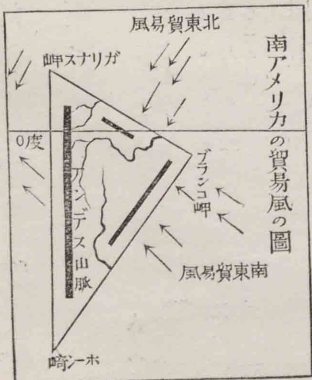 南アメリカの貿易風の圖
北東貿易風
ガリナス岬
0度
ブランコ岬
アンデス山脈
南東貿易風
ホーン崎